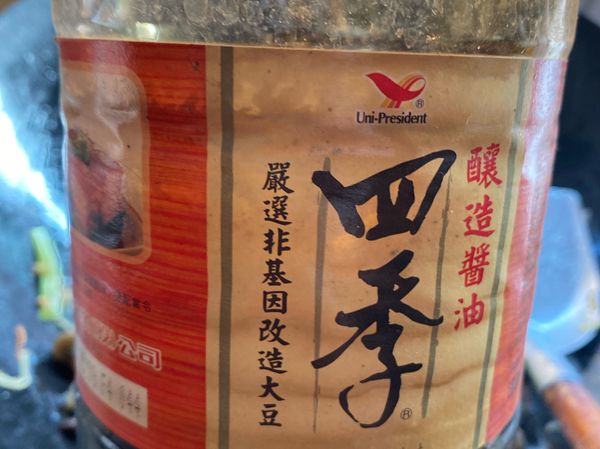 Uni-President
釀造醬油
四季
嚴選非基因改造大豆
公司